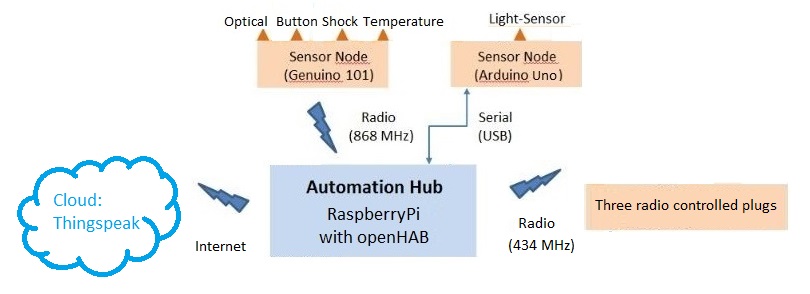 Optical Button Shock Temperature
Light-Sensor
Sensor Node
(Genuino 101)
Sensor Node
(Arduino Uno)
Radio
(868 MHz)
Serial
(USB)
Cloud:
Thingspeak
Internet
Automation Hub
RaspberryPi
with openHAB
Radio
(434 MHz)
Three radio controlled plugs